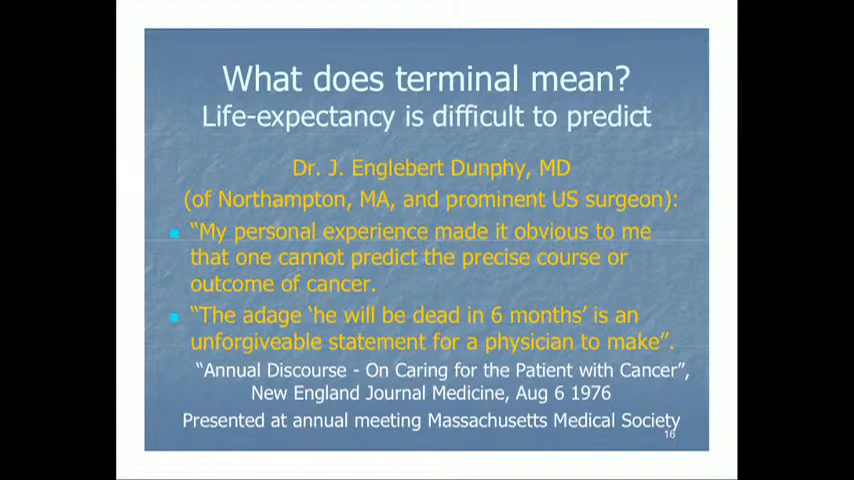 What does terminal mean?
Life-expectancy is difficult to predict
Dr. J. Englebert Dunphy, MD
(of Northampton, MA, and prominent US surgeon):
“My personal experience made it obvious to me
that one cannot predict the precise course or
outcome of cancer.
“The adage ‘he will be dead in 6 months’ is an
unforgiveable statement for a physician to make”.
“Annual Discourse - On Caring for the Patient with Cancer”,
New England Journal Medicine, Aug 6 1976
Presented at annual meeting Massachusetts Medical Society
16